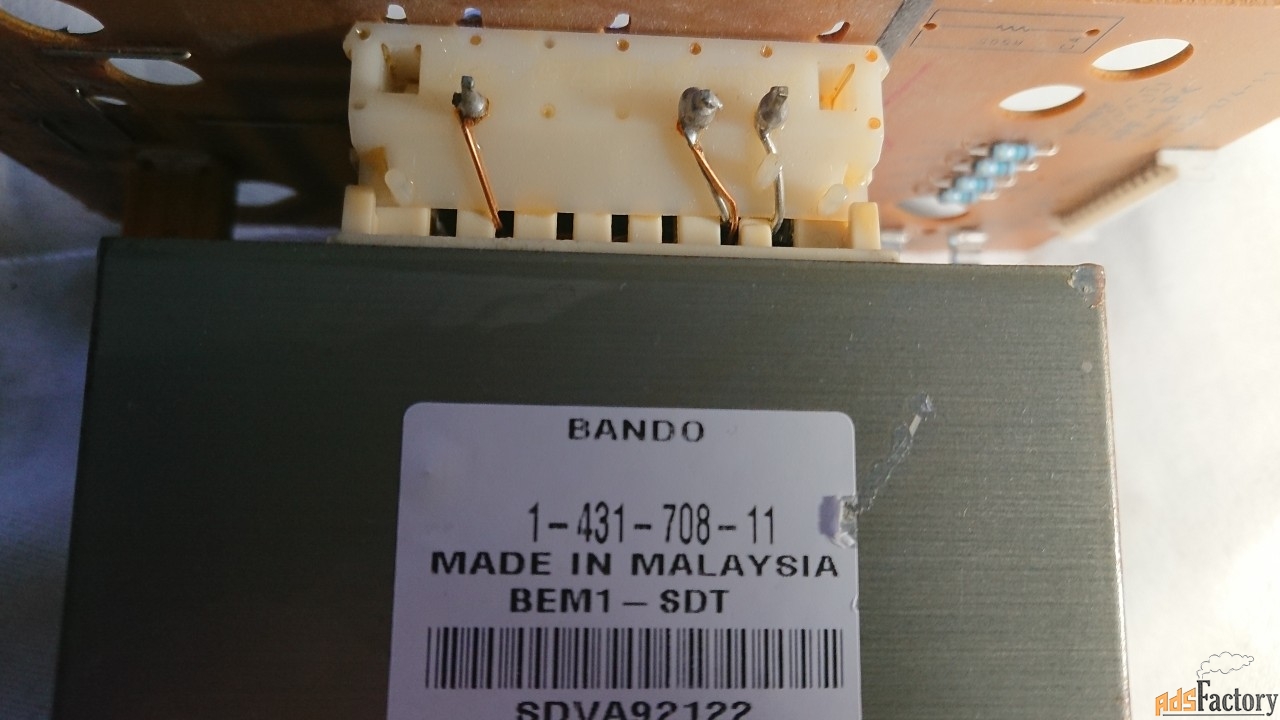 BANDO
1-431-708-11
MADE IN MALAYSIA
BEM1-SDT
SDVA92122
AdsFactory